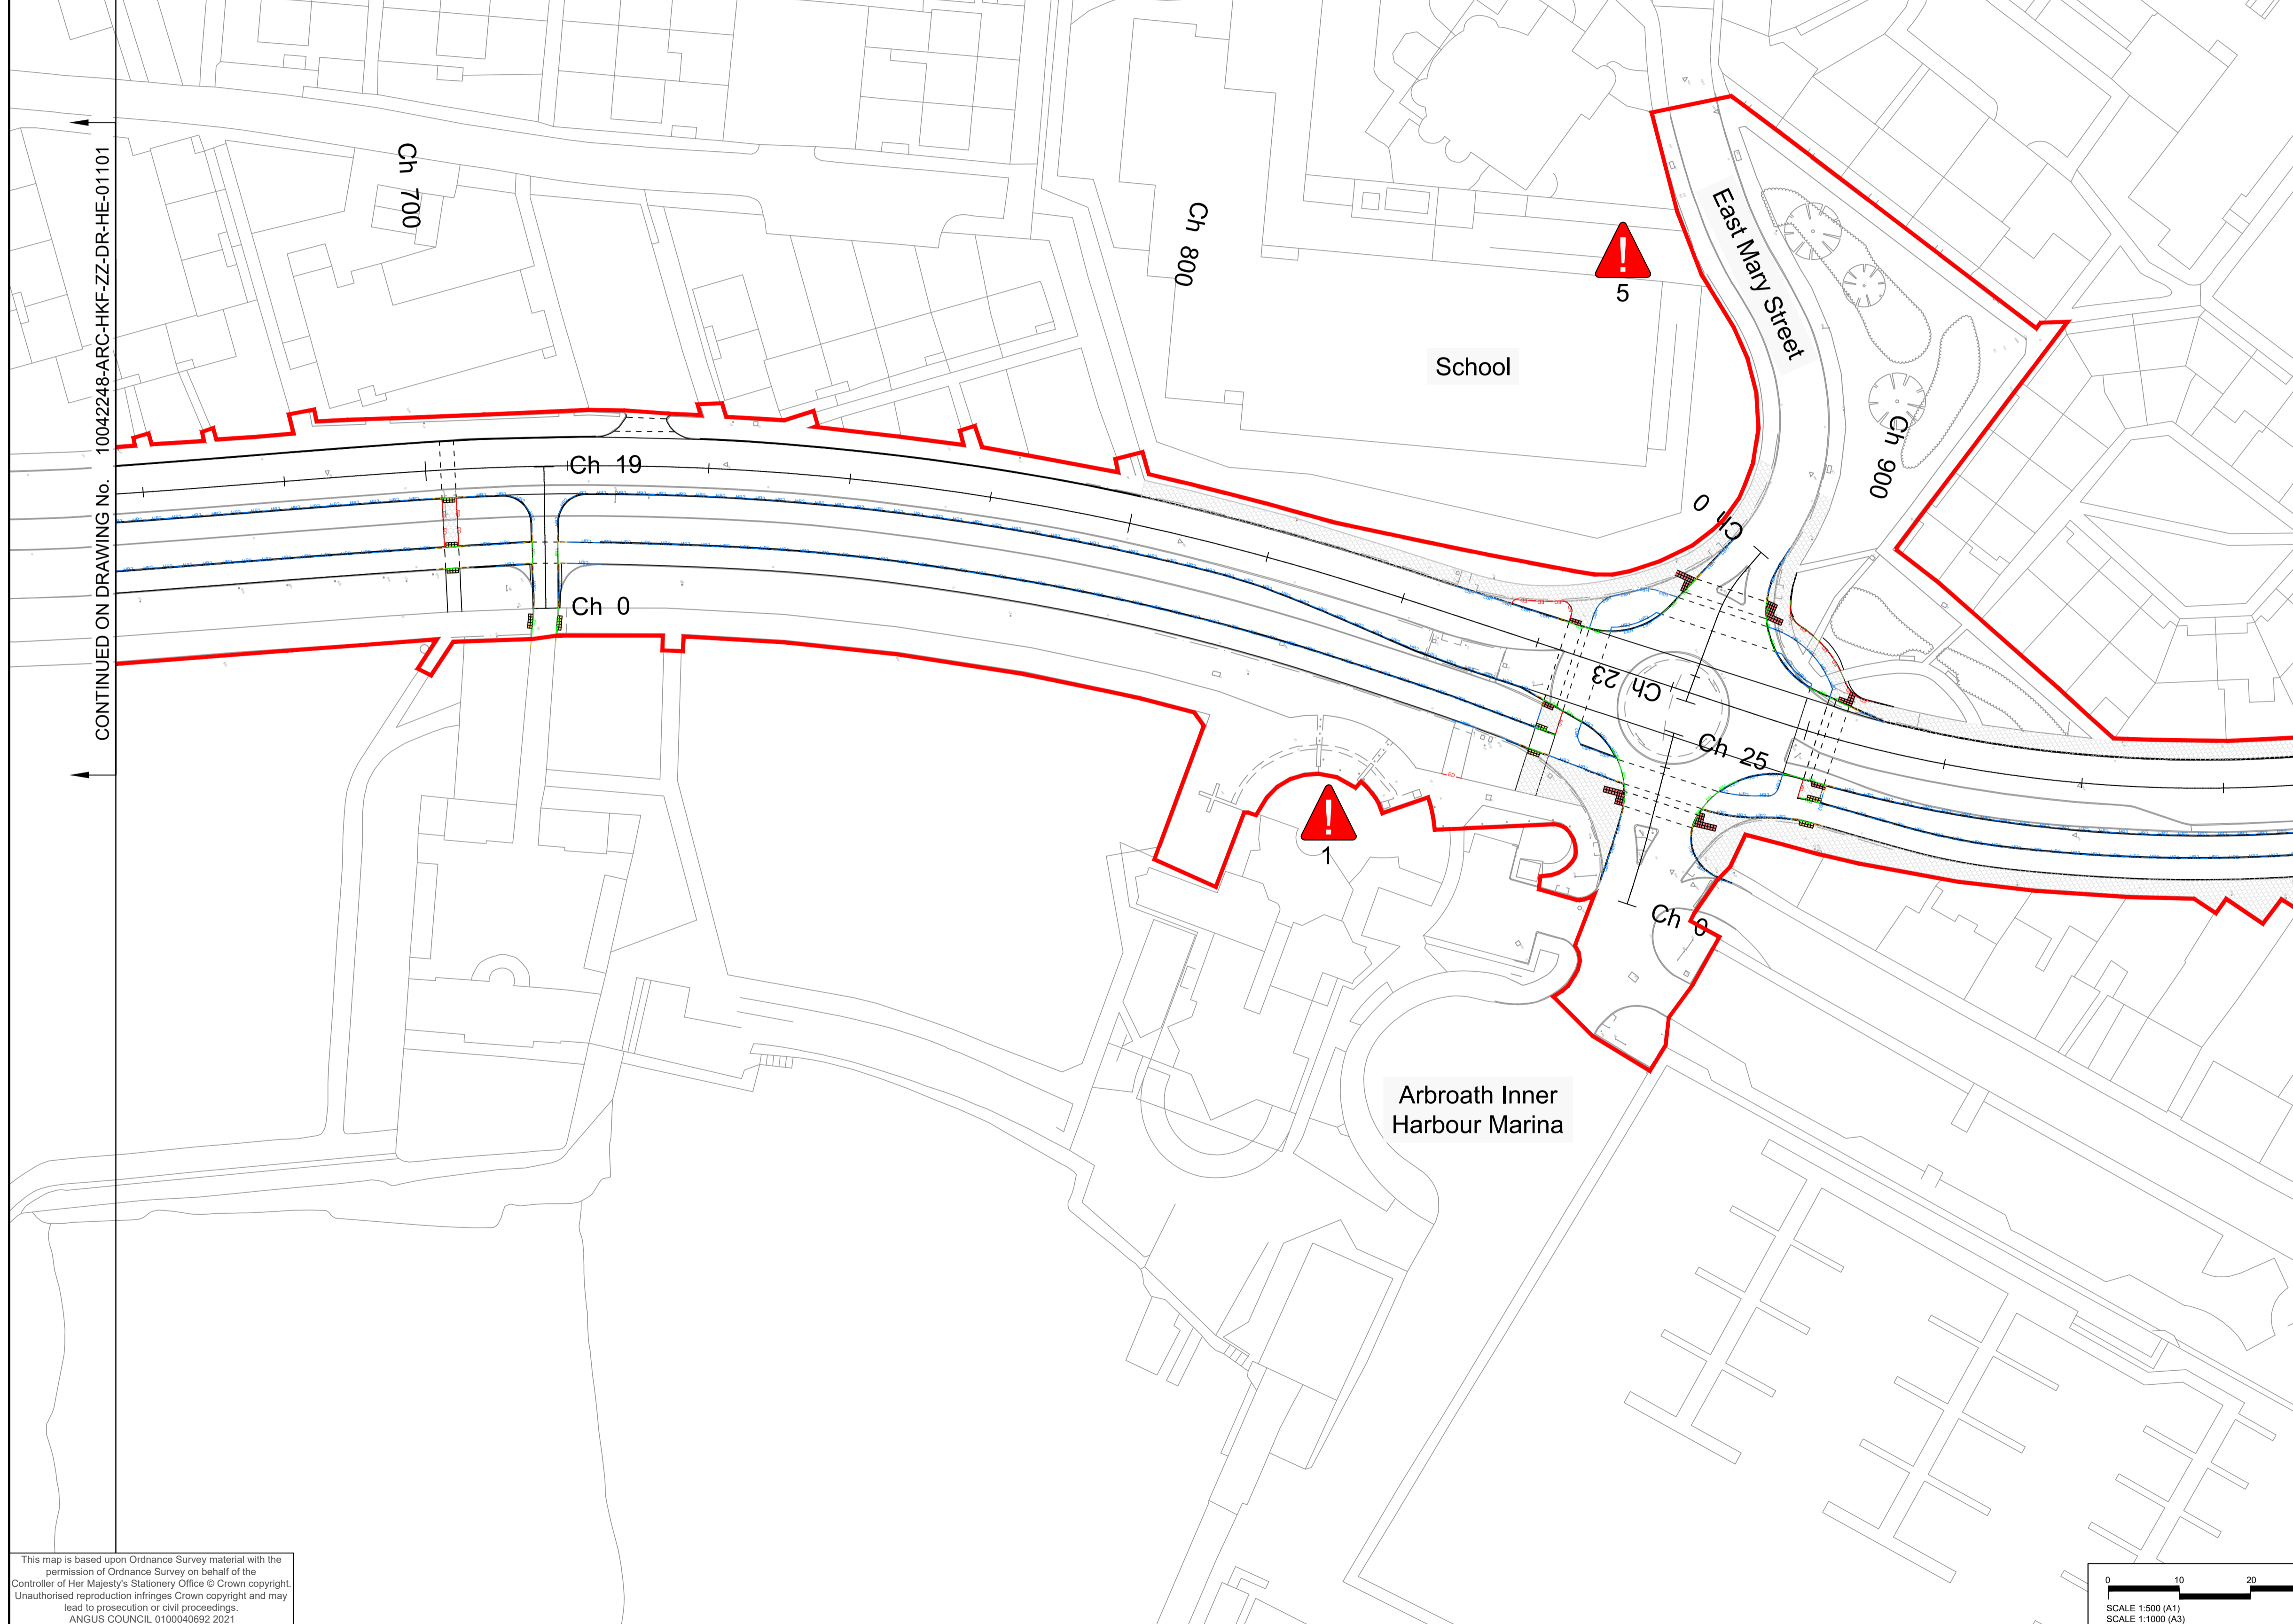 CONTINUED ON DRAWING No. 10042248-ARC-HKF-ZZ-DR-HE-01101
Ch 700
Ch 800
East Mary Street
5
School
Ch 900
Ch 19
Ch 0
Ch 0
Ch 23
Ch 25
1
Ch 0
Arbroath Inner
Harbour Marina
This map is based upon Ordnance Survey material with the
permission of Ordnance Survey on behalf of the
Controller of Her Majesty's Stationery Office © Crown copyright.
Unauthorised reproduction infringes Crown copyright and may
lead to prosecution or civil proceedings.
ANGUS COUNCIL 0100040692 2021
0 10 20
SCALE 1:500 (A1)
SCALE 1:1000 (A3)